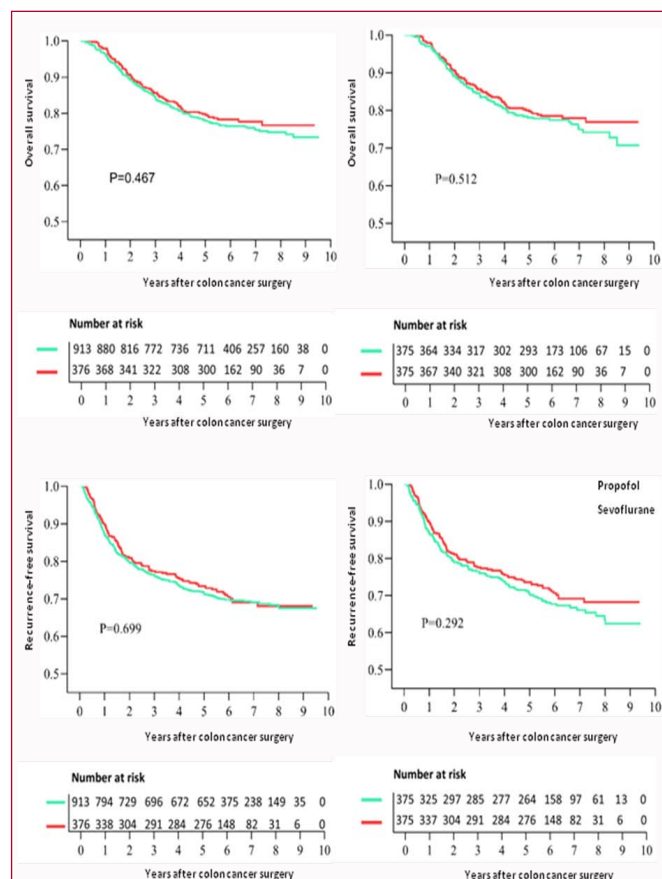 Overall survival
1.0
0.9
0.8
0.7
0.6
0.5
P=0.467
0 1 2 3 4 5 6 7 8 9 10
Years after colon cancer surgery
Number at risk
913 880 816 772 736 711 406 257 160 38 0
376 368 341 322 308 300 162 90 36 7 0
0 1 2 3 4 5 6 7 8 9 10
Years after colon cancer surgery
Overall survival
1.0
0.9
0.8
0.7
0.6
0.5
P=0.512
0 1 2 3 4 5 6 7 8 9 10
Years after colon cancer surgery
Number at risk
375 364 334 317 302 293 173 106 67 15 0
375 367 340 321 308 300 162 90 36 7 0
0 1 2 3 4 5 6 7 8 9 10
Years after colon cancer surgery
Recurrence-free survival
1.0
0.9
0.8
0.7
0.6
0.5
P=0.699
0 1 2 3 4 5 6 7 8 9 10
Years after colon cancer surgery
Number at risk
913 794 729 696 672 652 375 238 149 35 0
376 338 304 291 284 276 148 82 31 6 0
0 1 2 3 4 5 6 7 8 9 10
Years after colon cancer surgery
Recurrence-free survival
1.0
0.9
0.8
0.7
0.6
0.5
Propofol
Sevoflurane
P=0.292
0 1 2 3 4 5 6 7 8 9 10
Years after colon cancer surgery
Number at risk
375 325 297 285 277 264 158 97 61 13 0
375 337 304 291 284 276 148 82 31 6 0
0 1 2 3 4 5 6 7 8 9 10
Years after colon cancer surgery